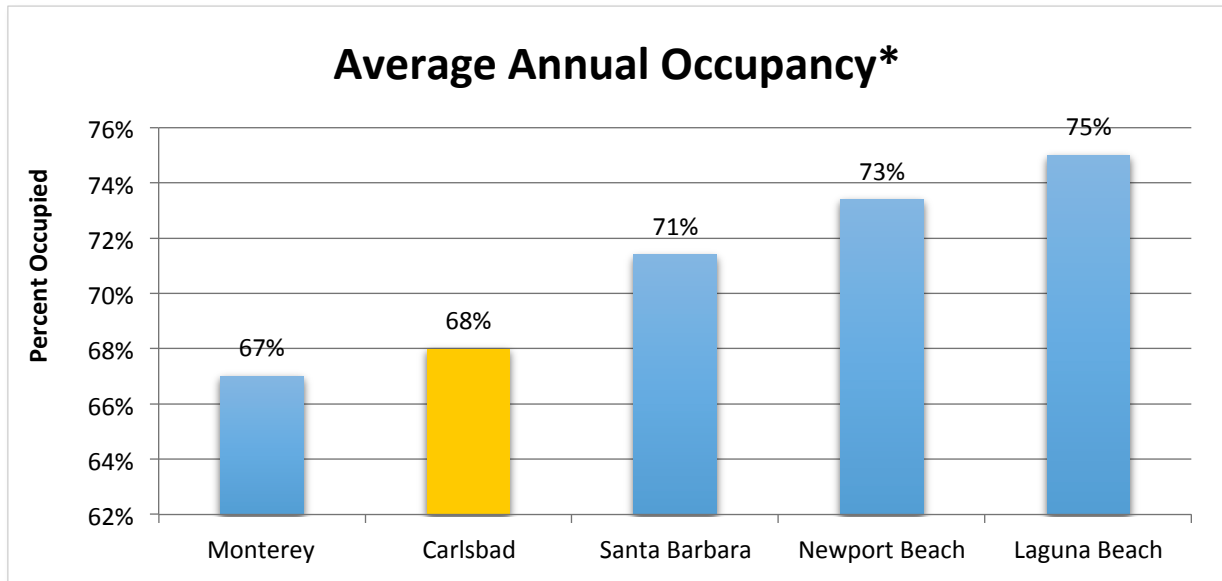 Average Annual Occupancy*
Percent Occupied
76%
74%
72%
70%
68%
66%
64%
62%
67%
68%
71%
73%
75%
Monterey
Carlsbad
Santa Barbara
Newport Beach
Laguna Beach